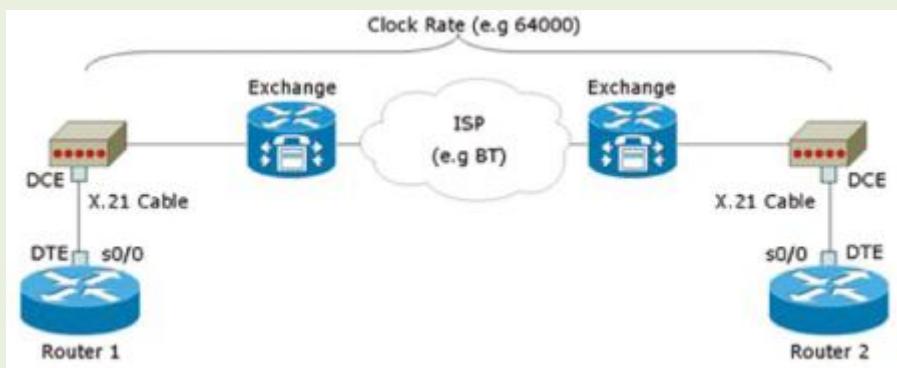 Clock Rate (e.g 64000)
Exchange
Exchange
ISP
(e.g BT)
DCE
DCE
X.21 Cable
X.21 Cable
DTE
s0/0
s0/0
DTE
Router 1
Router 2